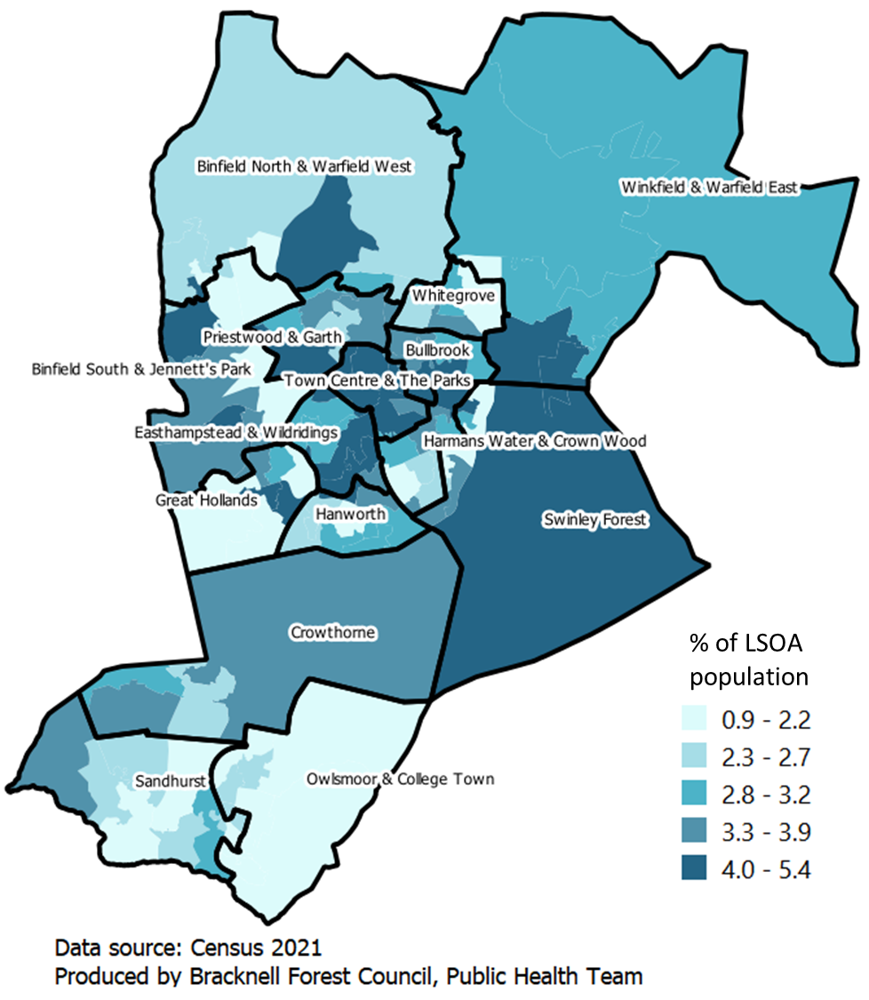 Binfield North & Warfield West
Winkfield & Warfield East
Whitegrove
Priestwood & Garth
Bullbrook
Binfield South & Jennett's Park
Town Centre & The Parks
Easthampstead & Wildridings
Harmans Water & Crown Wood
Great Hollands
Hanworth
Swinley Forest
Crowthorne
% of LSOA
population
0.9 - 2.2
2.3 - 2.7
2.8 - 3.2
3.3 - 3.9
4.0 - 5.4
Sandhurst
Owlsmoor & College Town
Data source: Census 2021
Produced by Bracknell Forest Council, Public Health Team